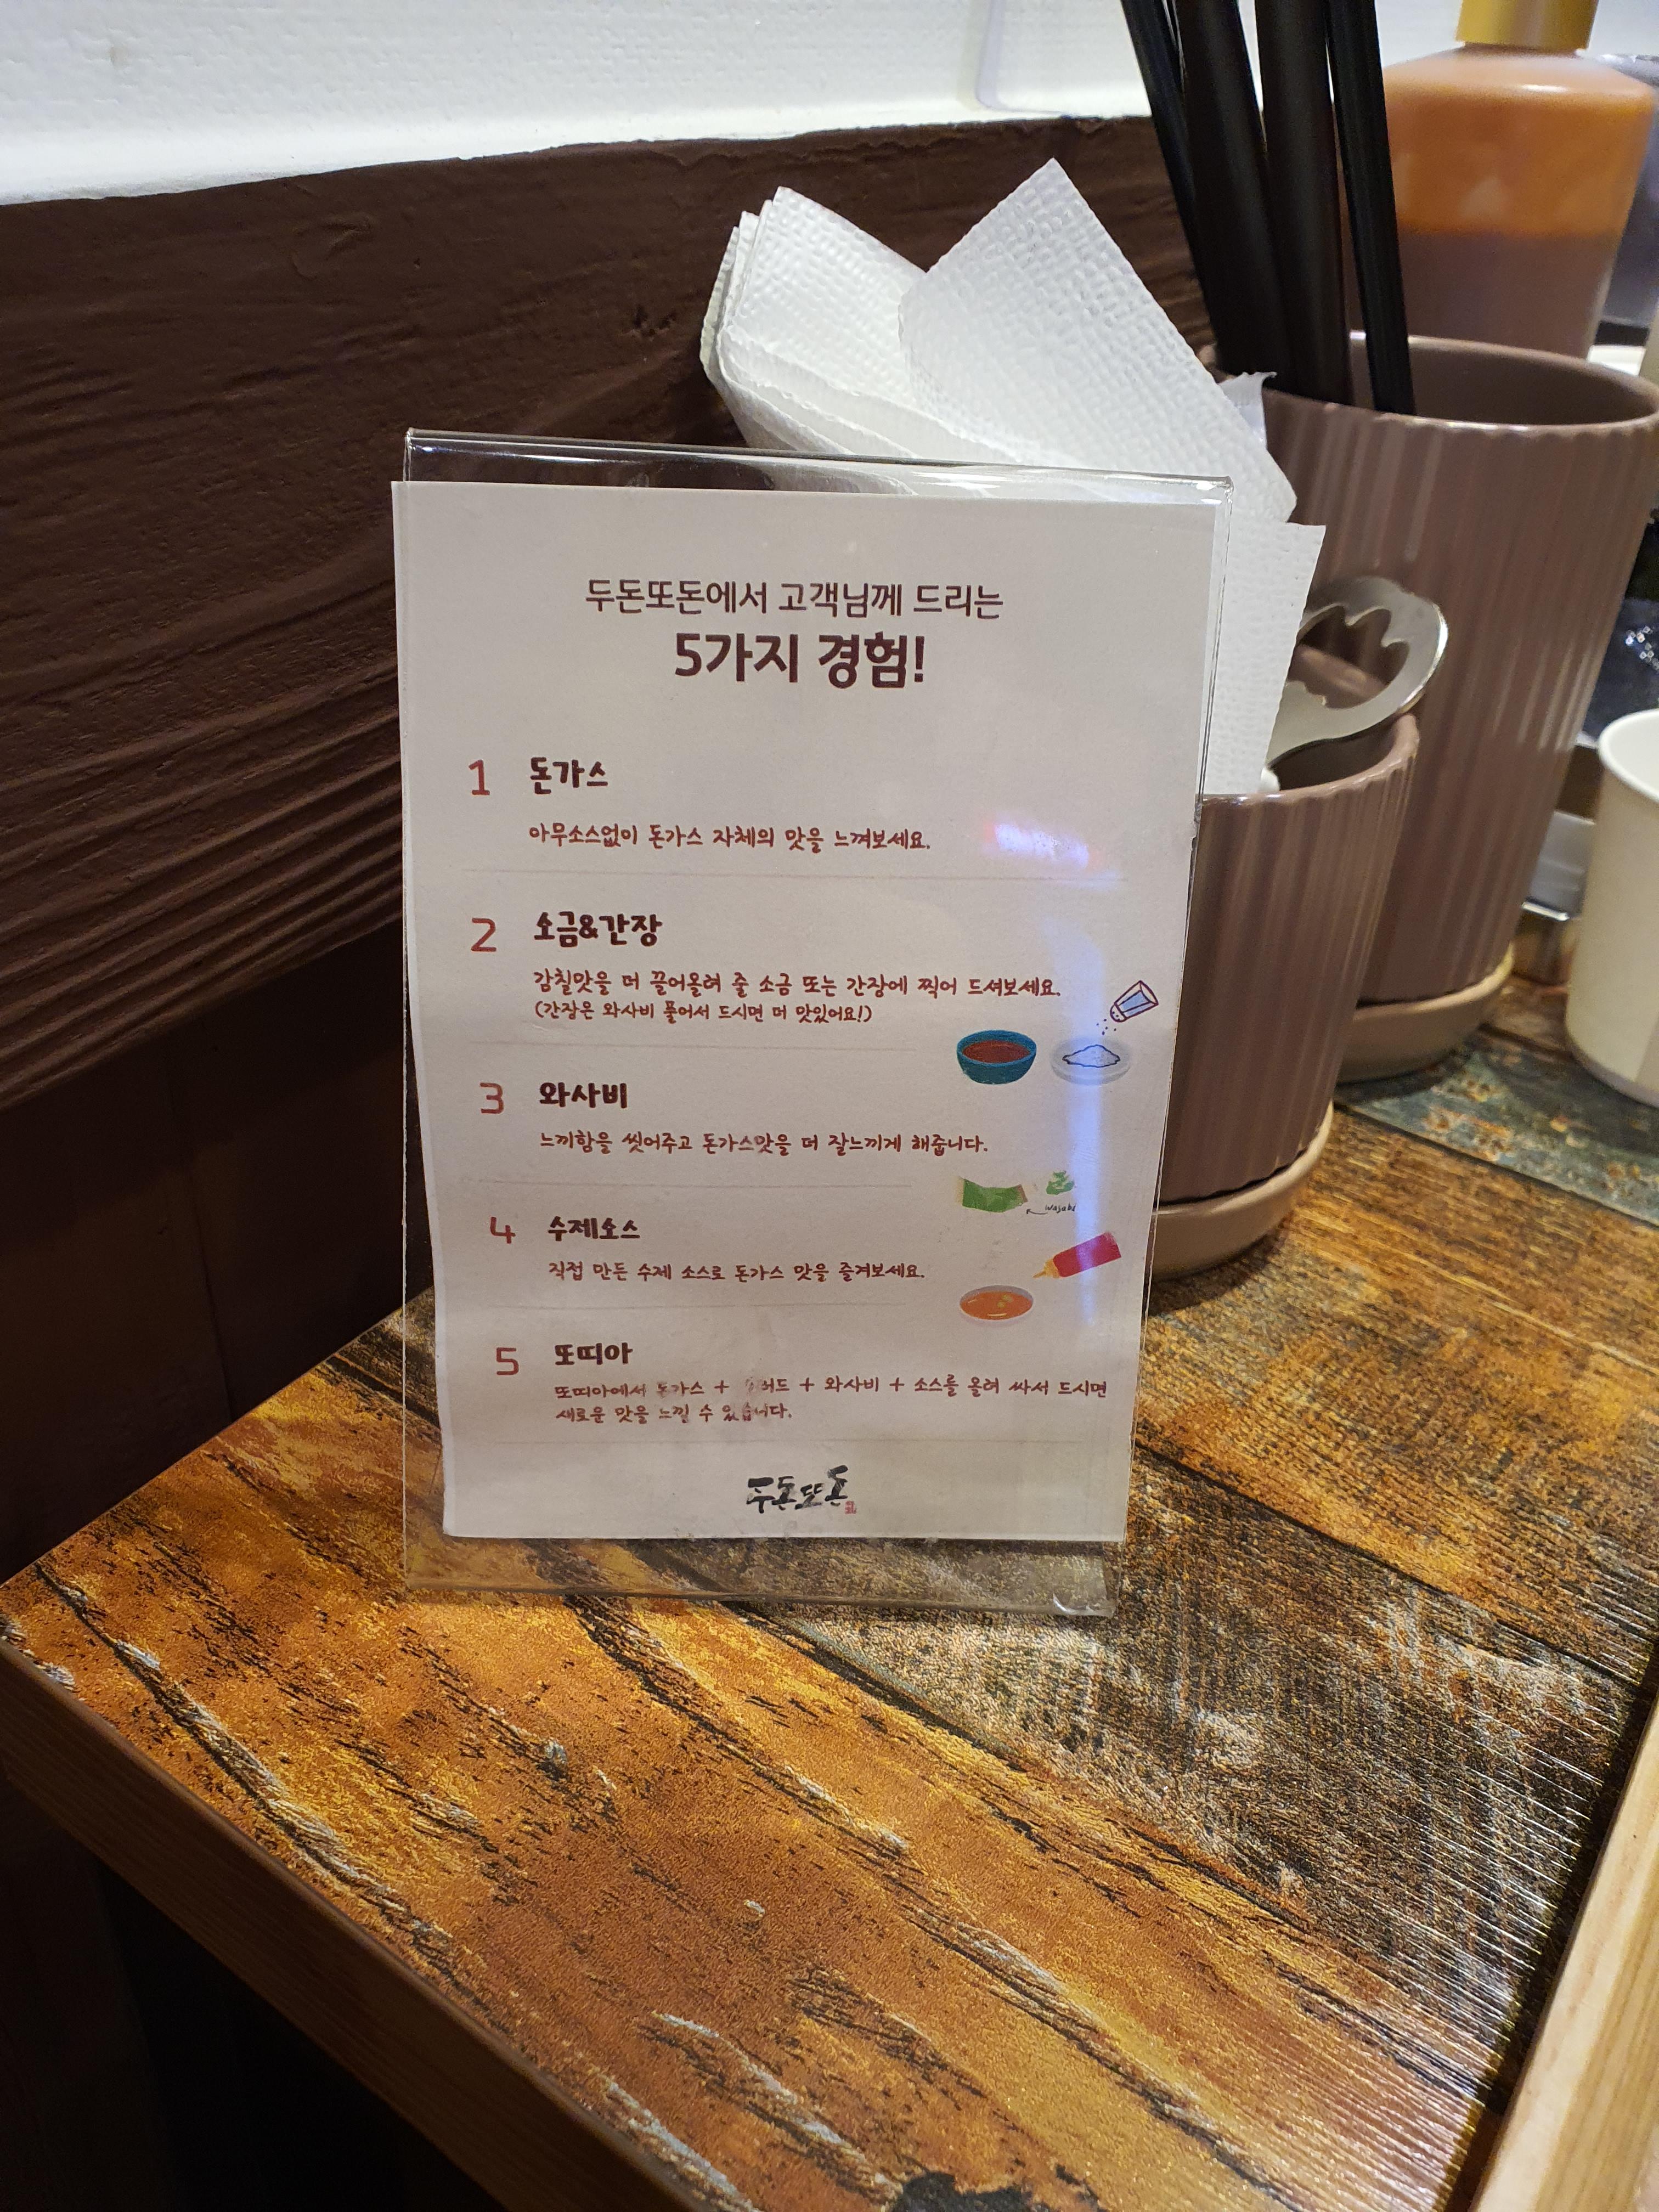 두돈또돈에서 고객님께 드리는
5가지 경험!
1 돈가스
아무소스없이 돈가스 자체의 맛을 느껴보세요.
2 소금&간장
감칠맛을 더 끌어올려 줄 소금 또는 간장에 찍어 드셔보세요.
(간장은 와사비 풀어서 드시면 더 맛있어요!)
3 와사비
느끼함을 씻어주고 돈가스맛을 더 잘느끼게 해줍니다.
wasabi
4 수제소스
직접 만든 수제 소스로 돈가스 맛을 즐겨보세요.
5 또띠아
또띠아에서 돈가스 + + 와사비 + 소스를 올려 싸서 드시면
새로운 맛을 느낄 수 있습니다.
두돈또돈